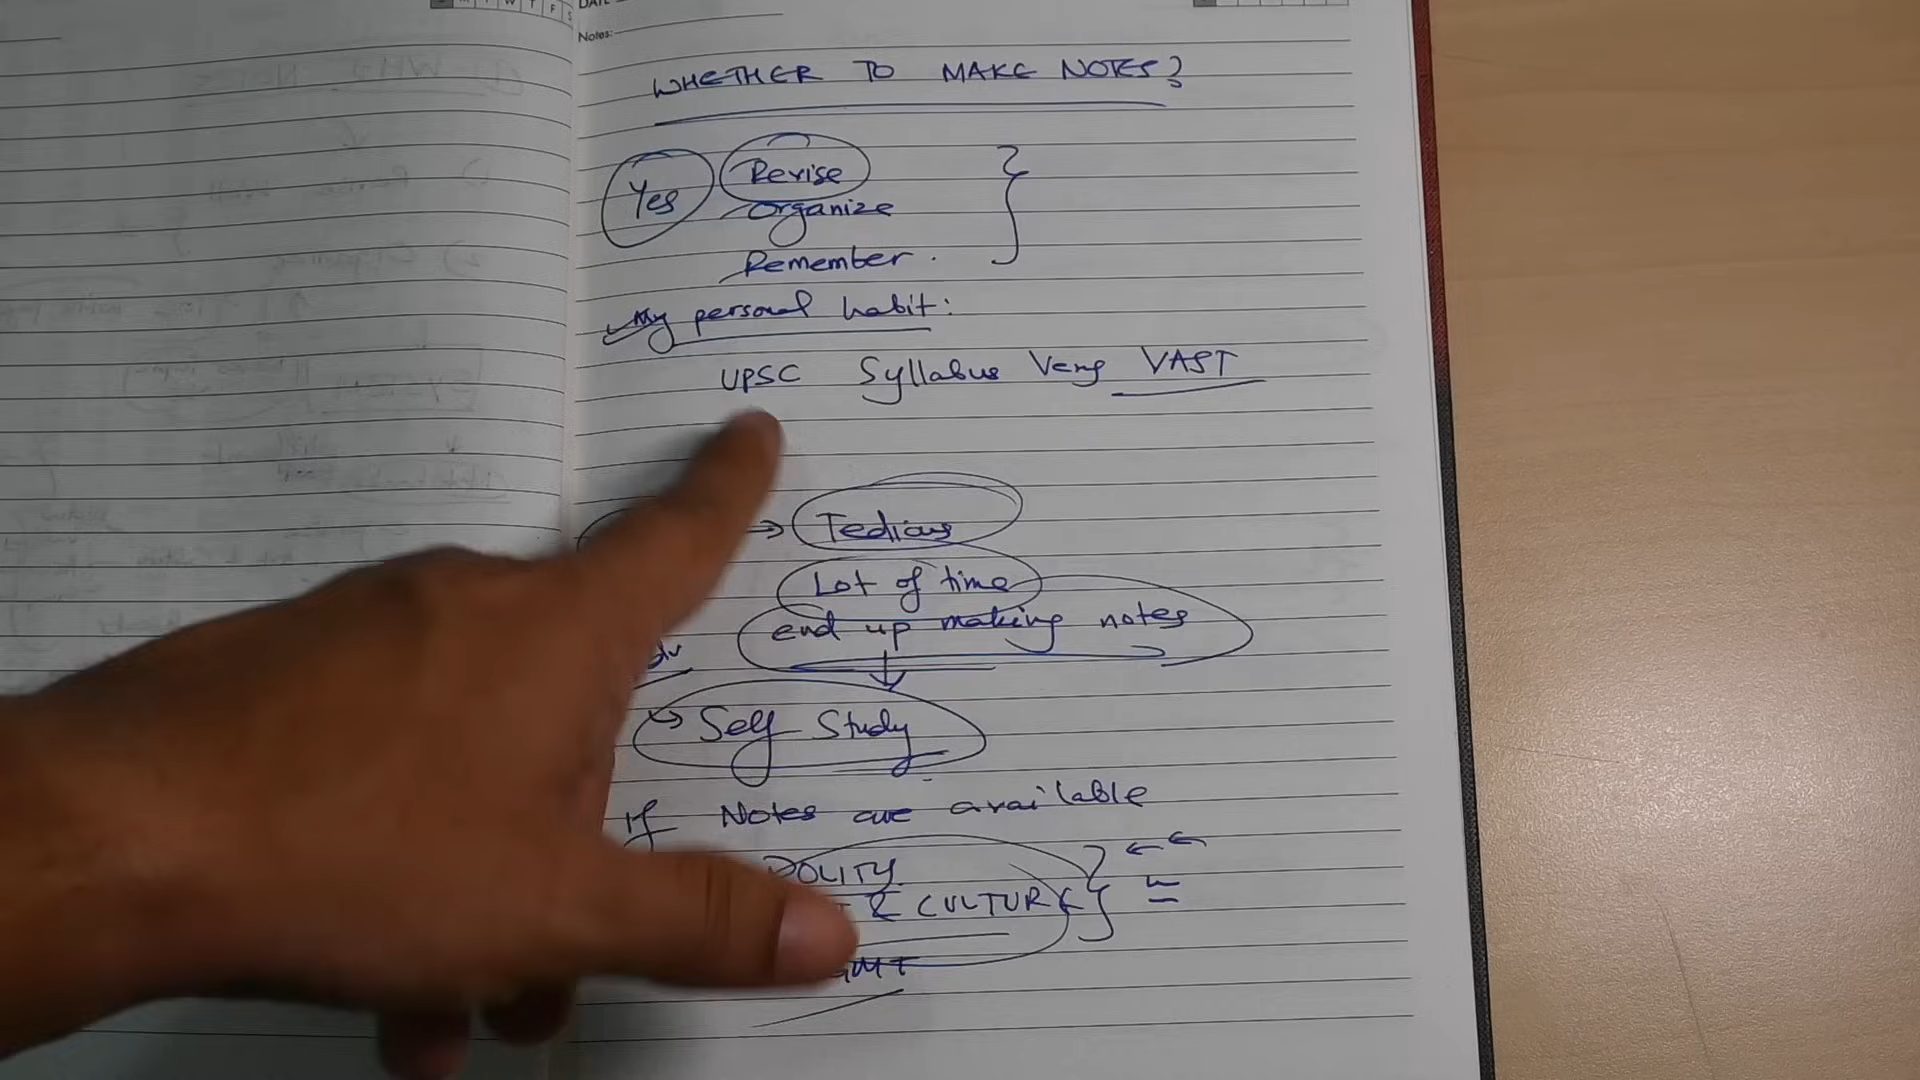 DATE
Notes:
WHETHER TO MAKE NOTES?
Yes Revise
Organize
Remember.
My personal habit:
UPSC Syllabus Very VAST
→ Tedious
Lot of time
end up making notes
↳ Self Study
If Notes are available
POLITY
& CULTURE